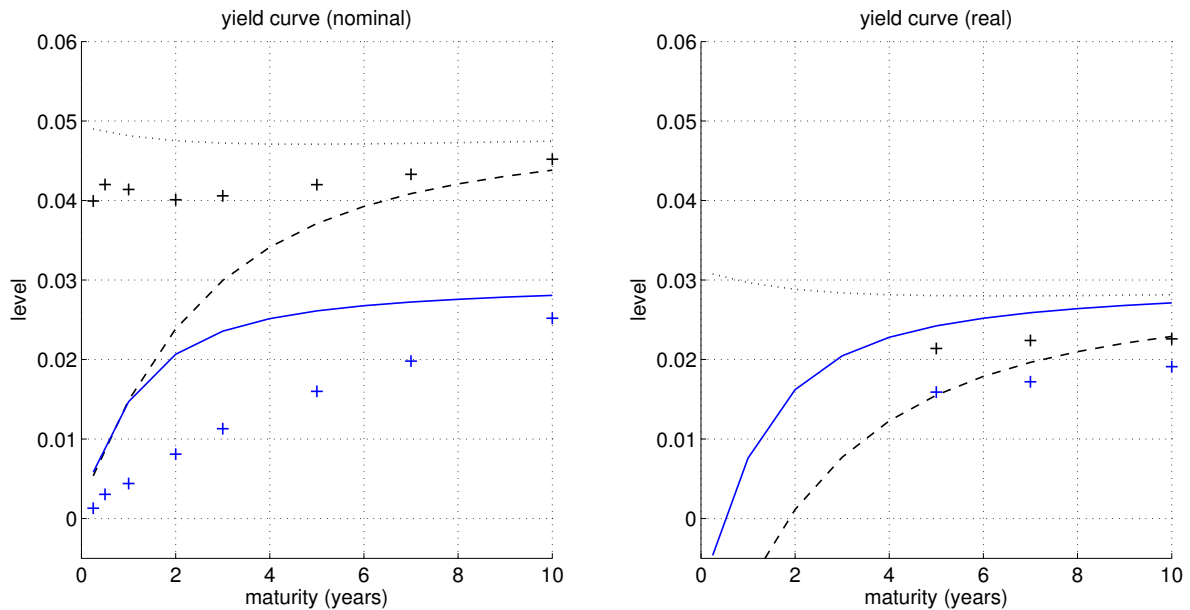 yield curve (nominal)
0.06
0.05
0.04
0.03
0.02
0.01
0
level
0 2 4 6 8 10
maturity (years)
yield curve (real)
0.06
0.05
0.04
0.03
0.02
0.01
0
level
0 2 4 6 8 10
maturity (years)